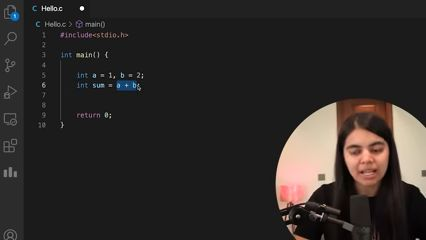 Hello.c
C Hello.c > main()
1 #include<stdio.h>
2
3 int main() {
4
5 int a = 1, b = 2;
6 int sum = a + b;
7
8
9 return 0;
10 }